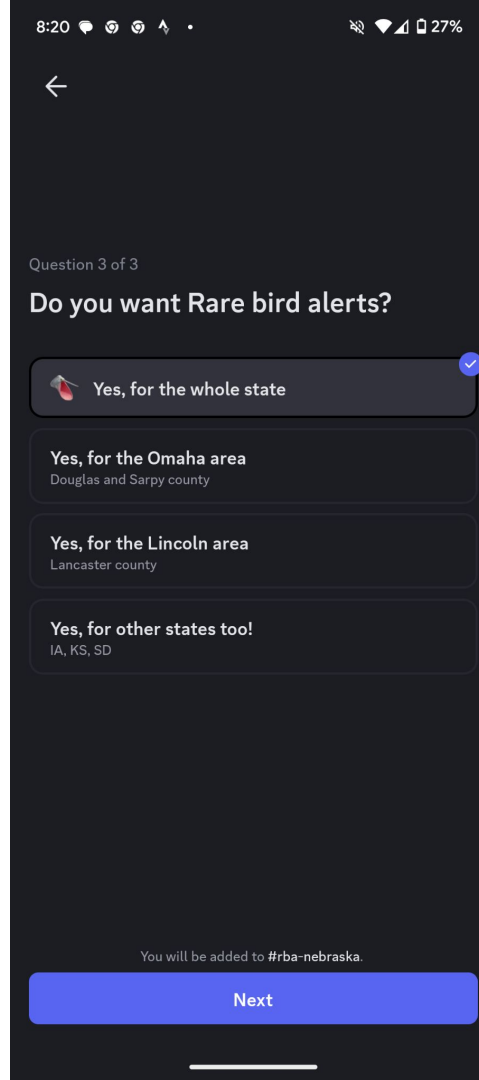 8:20
27%
Question 3 of 3
Do you want Rare bird alerts?
Yes, for the whole state
Yes, for the Omaha area
Douglas and Sarpy county
Yes, for the Lincoln area
Lancaster county
Yes, for other states too!
IA, KS, SD
You will be added to #rba-nebraska.
Next